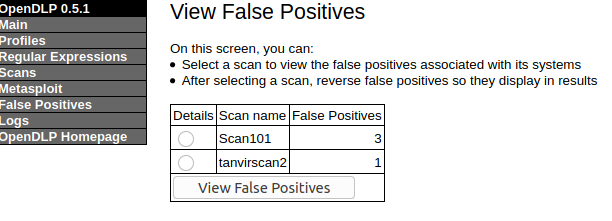 OpenDLP 0.5.1
Main
Profiles
Regular Expressions
Scans
Metasploit
False Positives
Logs
OpenDLP Homepage
View False Positives
On this screen, you can:
• Select a scan to view the false positives associated with its systems
• After selecting a scan, reverse false positives so they display in results
Details Scan name False Positives
Scan101 3
tanvirscan2 1
View False Positives